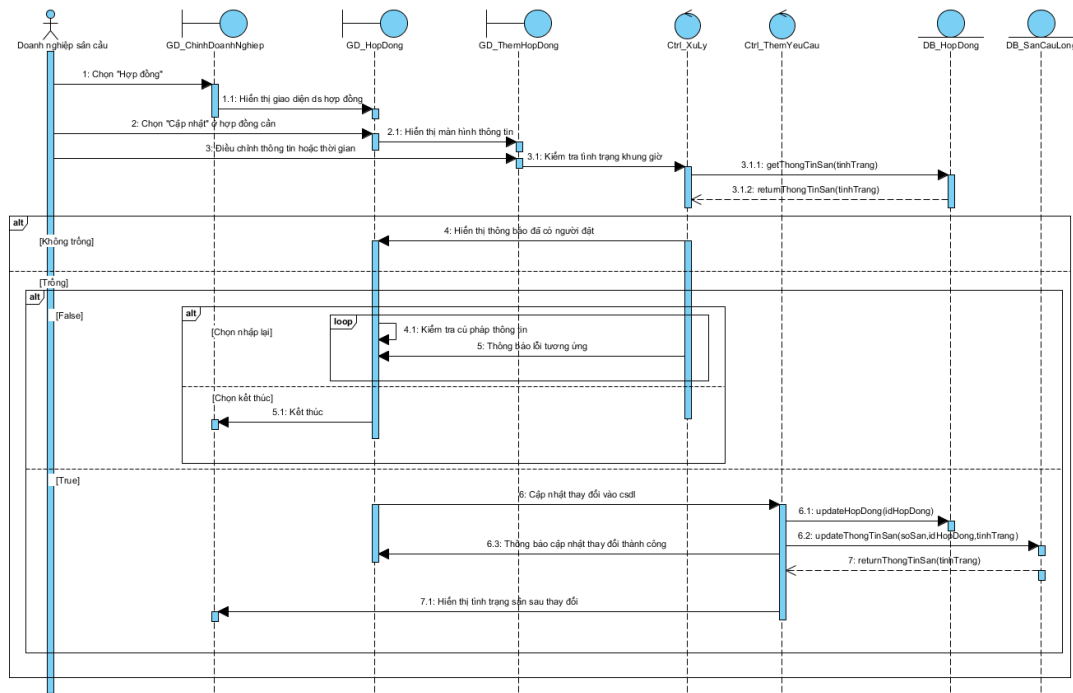 Doanh nghiệp sân cầu
GD_ChinhDoanhNghiep
GD_HopDong
GD_ThemHopDong
Ctrl_XuLy
Ctrl_ThemYeuCau
DB_HopDong
DB_SanCauLong
1: Chọn "Hợp đồng"
1.1: Hiển thị giao diện ds hợp đồng
2: Chọn "Cập nhật" ở hợp đồng cần
2.1: Hiển thị màn hình thông tin
3: Điều chỉnh thông tin hoặc thời gian
3.1: Kiểm tra tình trạng khung giờ
3.1.1: getThongTinSan(tinhTrang)
3.1.2: returnThongTinSan(tinhTrang)
alt
[Không trống]
4: Hiển thị thông báo đã có người đặt
[Trống]
alt
[False]
alt
[Chọn nhập lại]
loop
4.1: Kiểm tra cú pháp thông tin
5: Thông báo lỗi tương ứng
[Chọn kết thúc]
5.1: Kết thúc
[True]
6: Cập nhật thay đổi vào csdl
6.1: updateHopDong(idHopDong)
6.2: updateThongTinSan(soSan,idHopDong,tinhTrang)
6.3: Thông báo cập nhật thay đổi thành công
7: returnThongTinSan(tinhTrang)
7.1: Hiển thị tình trạng sân sau thay đổi